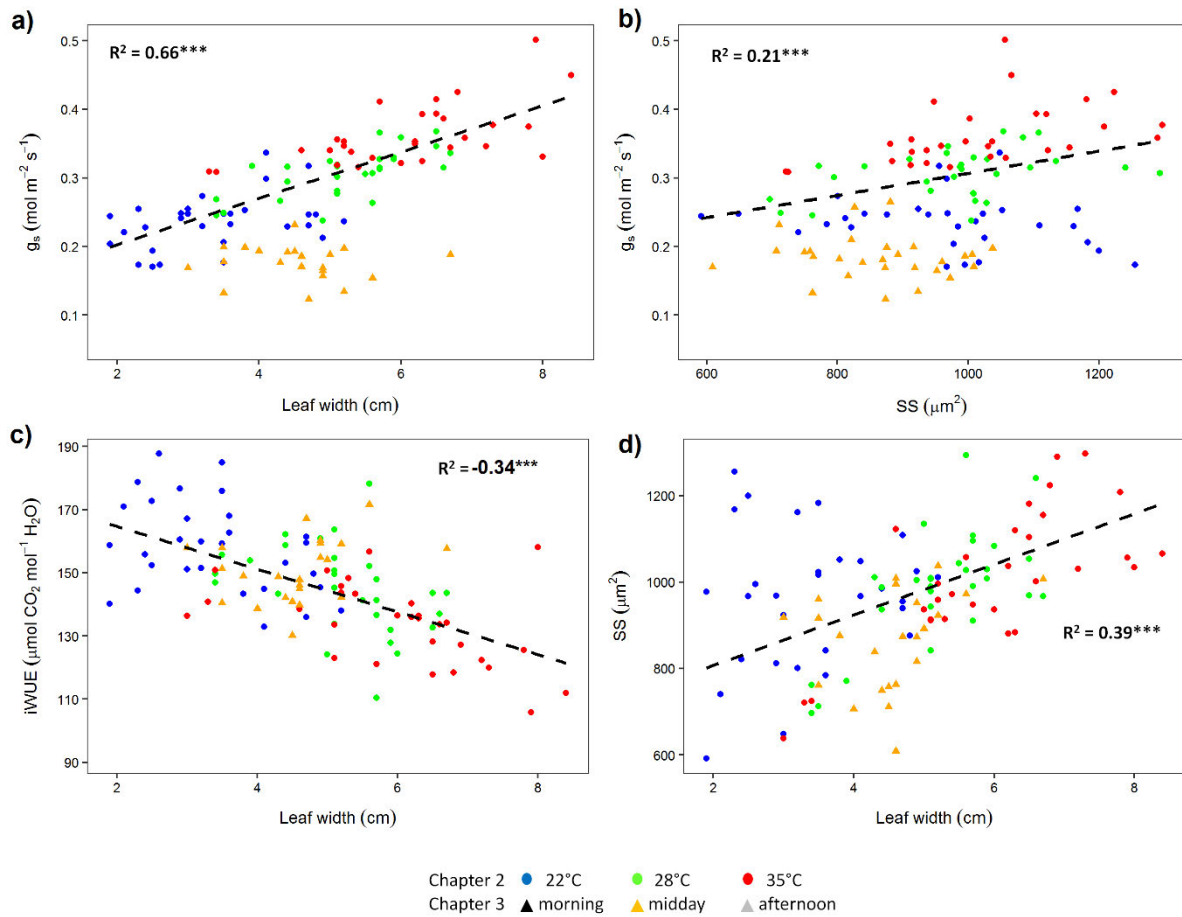 a)
R² = 0.66***
0.5
0.4
0.3
0.2
0.1
gs (mol m⁻² s⁻¹)
2 4 6 8
Leaf width (cm)
b)
R² = 0.21***
0.5
0.4
0.3
0.2
0.1
gs (mol m⁻² s⁻¹)
600 800 1000 1200
SS (µm²)
c)
R² = -0.34***
190
170
150
130
110
90
iWUE (µmol CO₂ mol⁻¹ H₂O)
2 4 6 8
Leaf width (cm)
d)
R² = 0.39***
1200
1000
800
600
SS (µm²)
2 4 6 8
Leaf width (cm)
Chapter 2 22°C 28°C 35°C
Chapter 3 morning midday afternoon